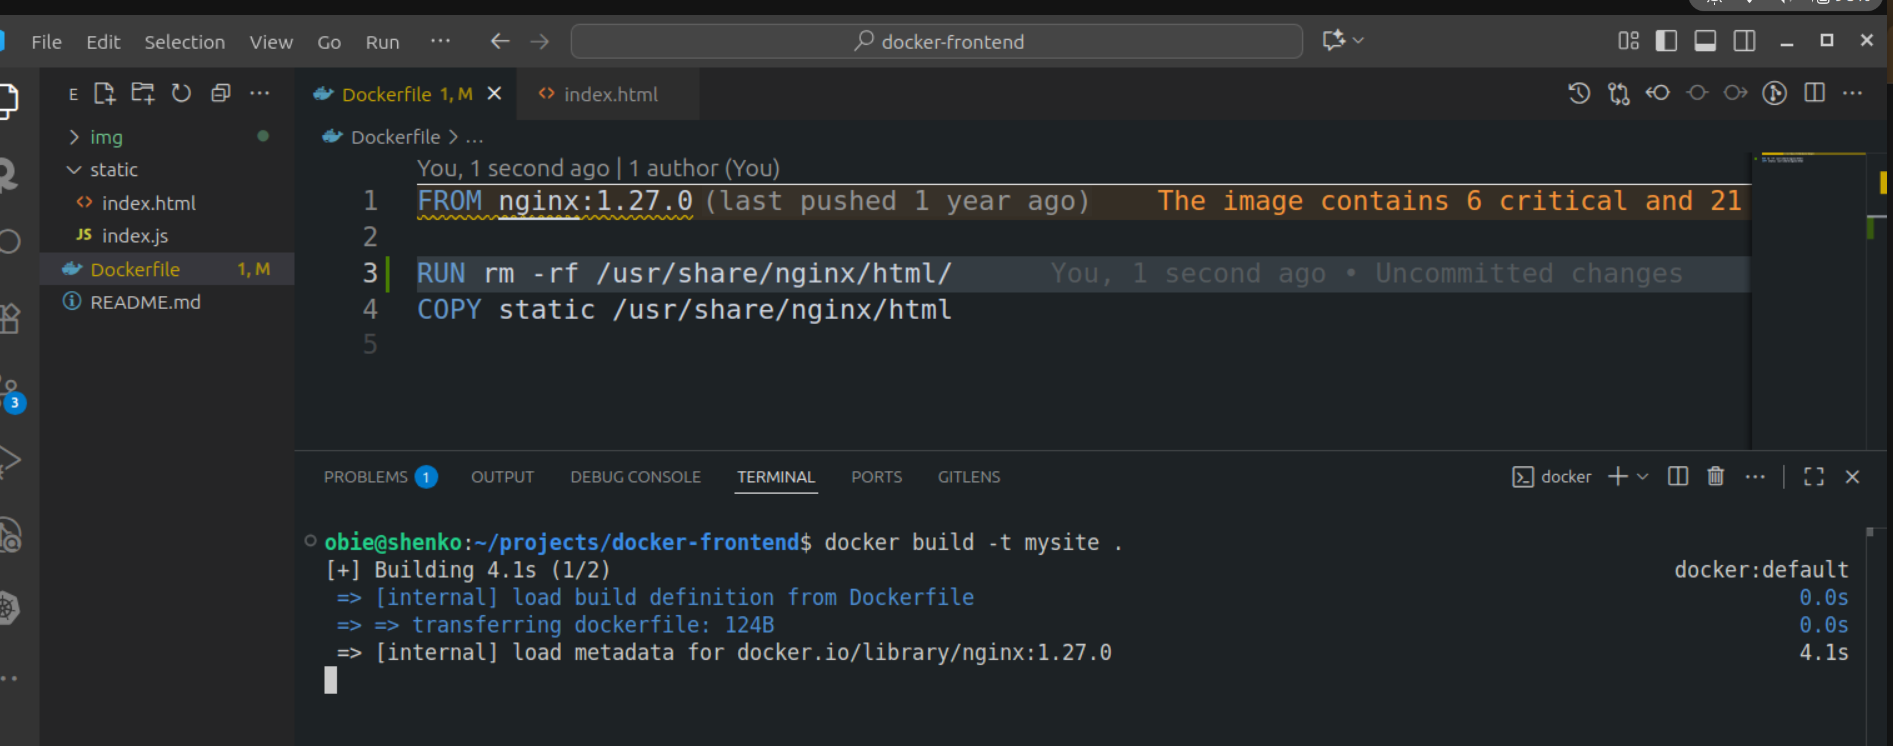 File Edit Selection View Go Run ··· docker-frontend
E
Dockerfile 1, M
index.html
img
static
index.html
JS index.js
Dockerfile 1, M
README.md
3
Dockerfile > ...
You, 1 second ago | 1 author (You)
1 FROM nginx:1.27.0 (last pushed 1 year ago) The image contains 6 critical and 21
2
3 RUN rm -rf /usr/share/nginx/html/ You, 1 second ago • Uncommitted changes
4 COPY static /usr/share/nginx/html
5
PROBLEMS 1 OUTPUT DEBUG CONSOLE TERMINAL PORTS GITLENS docker
obie@shenko:~/projects/docker-frontend$ docker build -t mysite .
[+] Building 4.1s (1/2) docker:default
=> [internal] load build definition from Dockerfile 0.0s
=> => transferring dockerfile: 124B 0.0s
=> [internal] load metadata for docker.io/library/nginx:1.27.0 4.1s